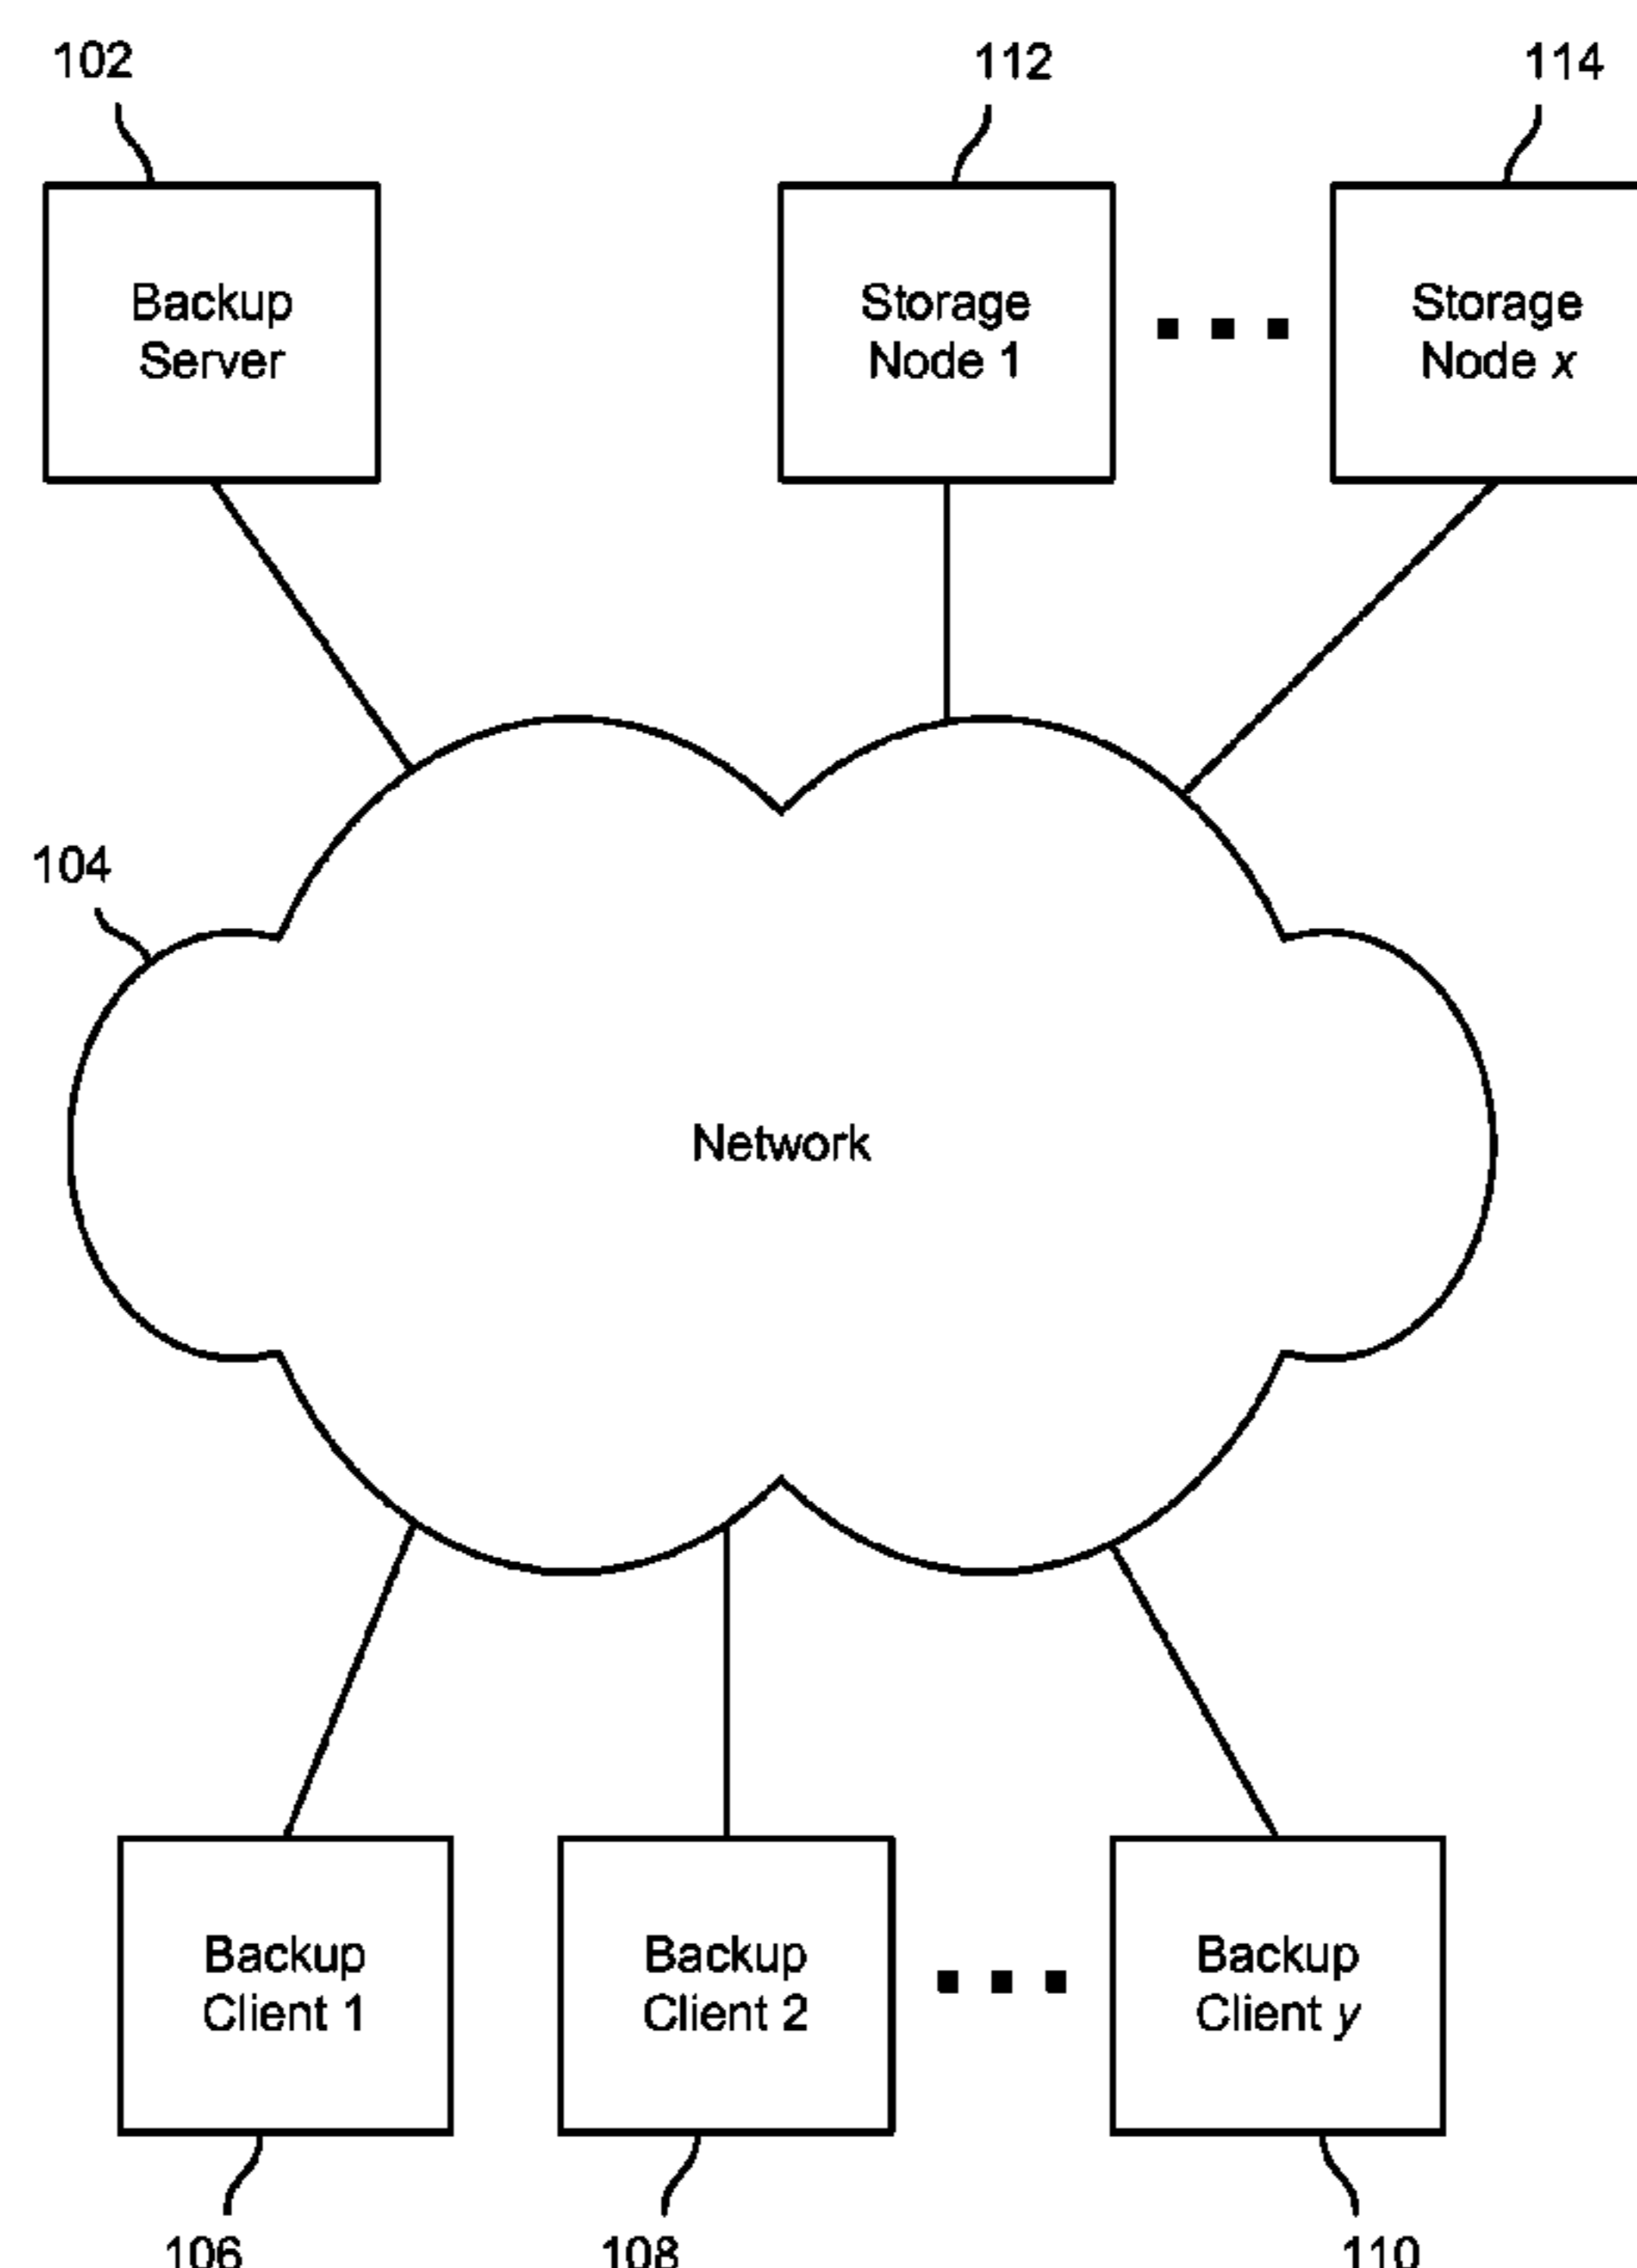 102
112
114
Backup
Server
Storage
Node 1
Storage
Node x
104
Network
Backup
Client 1
Backup
Client 2
Backup
Client y
106
108
110